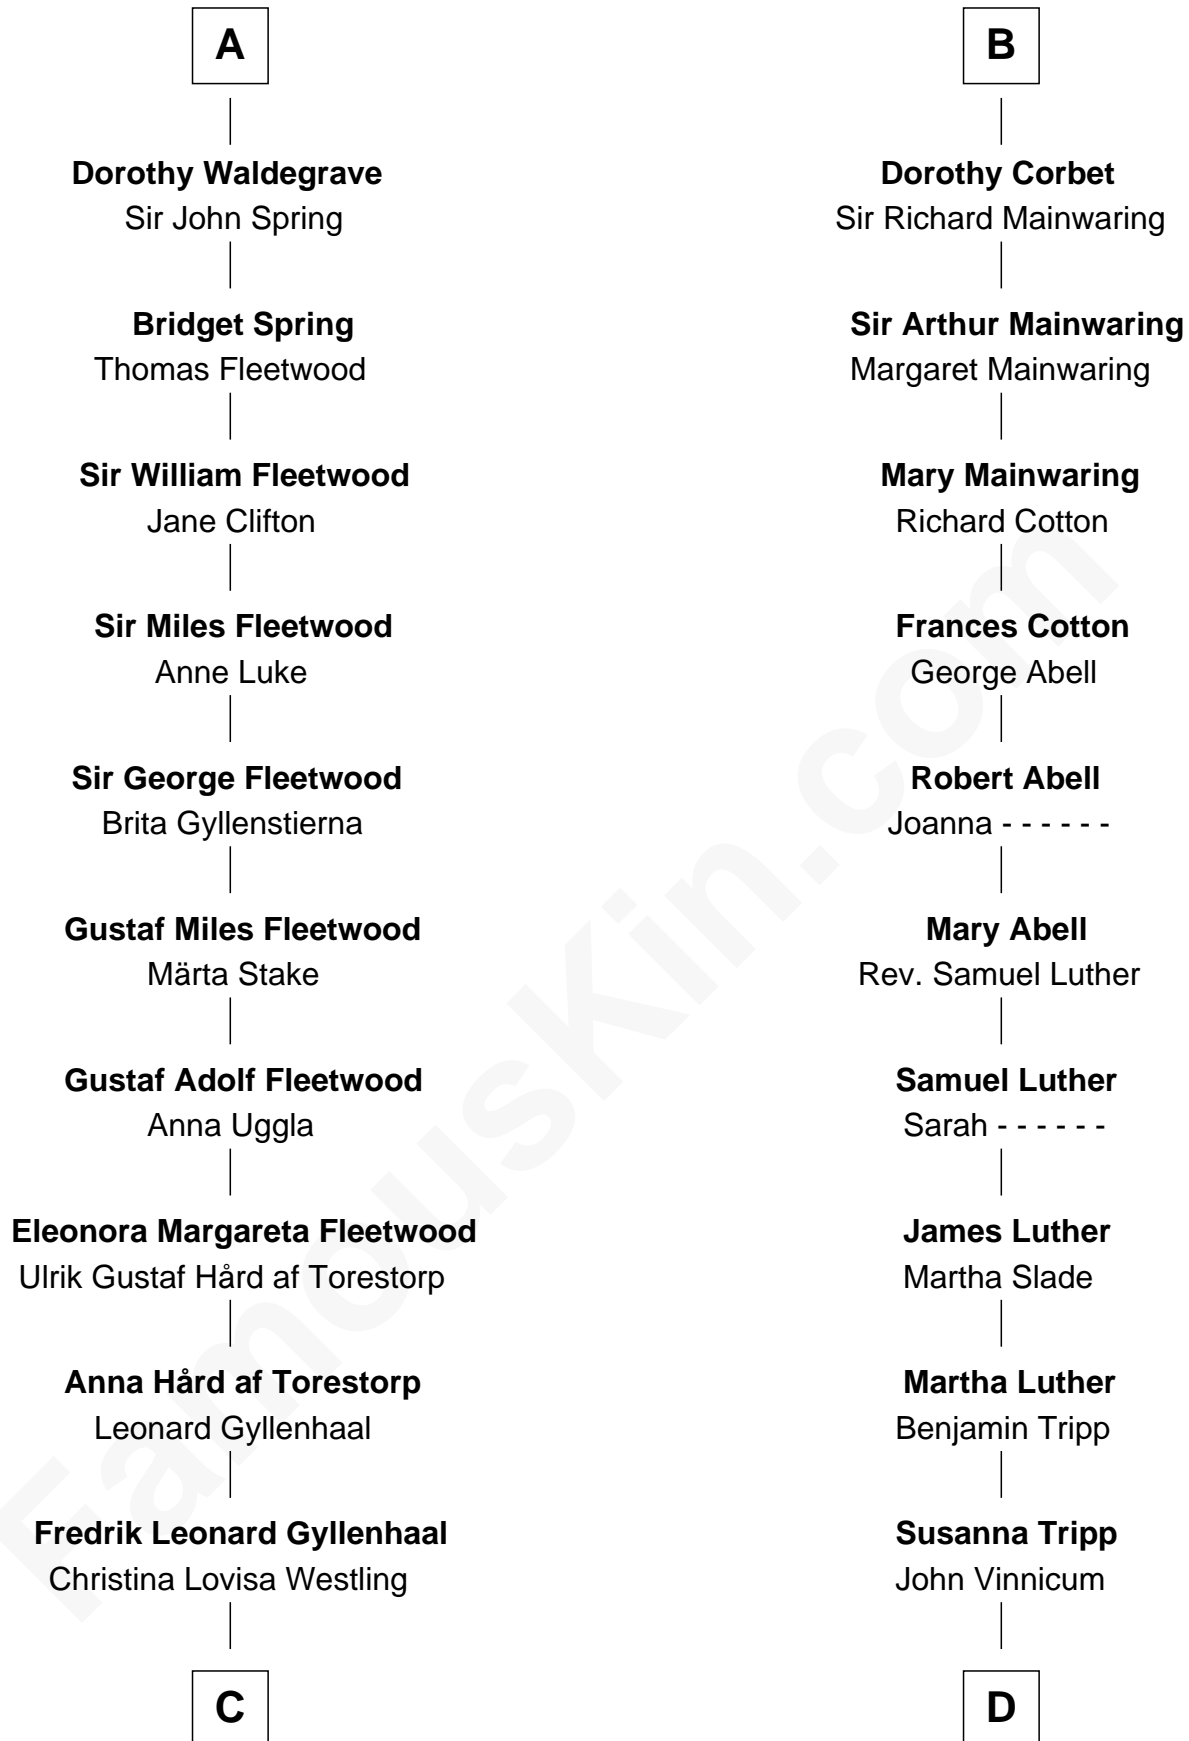 A
Dorothy Waldegrave
Sir John Spring
Bridget Spring
Thomas Fleetwood
Sir William Fleetwood
Jane Clifton
Sir Miles Fleetwood
Anne Luke
Sir George Fleetwood
Brita Gyllenstierna
Gustaf Miles Fleetwood
Märta Stake
Gustaf Adolf Fleetwood
Anna Uggla
Eleonora Margareta Fleetwood
Ulrik Gustaf Hård af Torestorp
Anna Hård af Torestorp
Leonard Gyllenhaal
Fredrik Leonard Gyllenhaal
Christina Lovisa Westling
C
B
Dorothy Corbet
Sir Richard Mainwaring
Sir Arthur Mainwaring
Margaret Mainwaring
Mary Mainwaring
Richard Cotton
Frances Cotton
George Abell
Robert Abell
Joanna - - - - - -
Mary Abell
Rev. Samuel Luther
Samuel Luther
Sarah - - - - - -
James Luther
Martha Slade
Martha Luther
Benjamin Tripp
Susanna Tripp
John Vinnicum
D
FamousKin.com